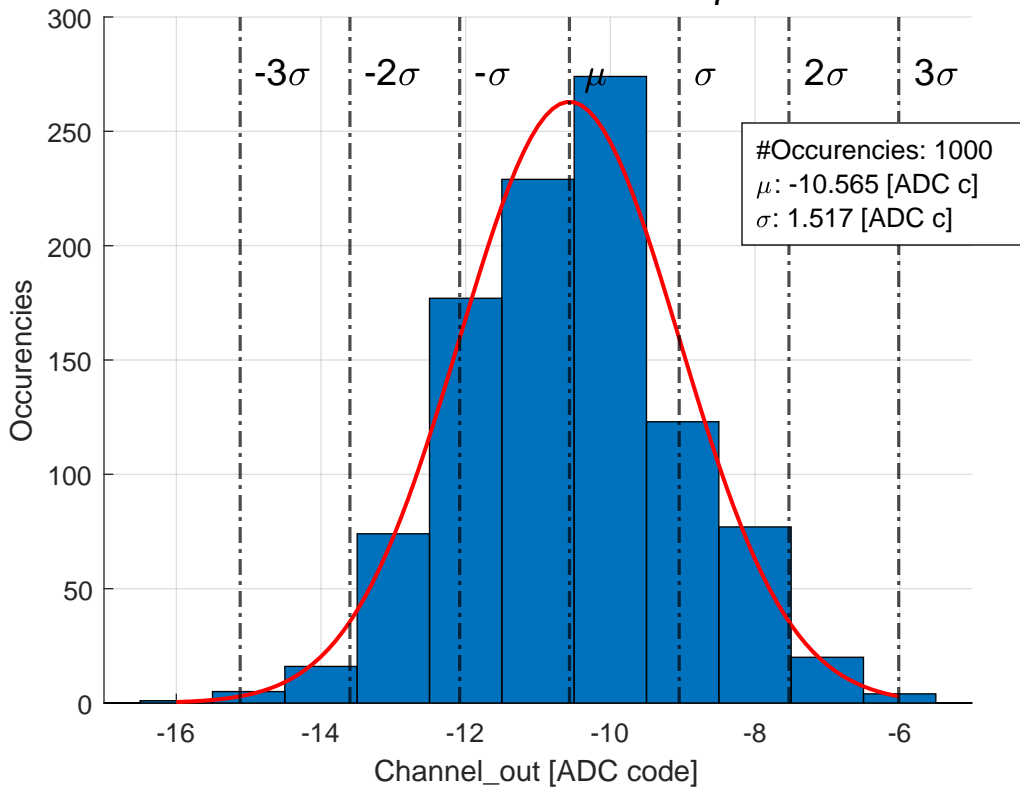 300
-3σ -2σ -σ μ σ 2σ 3σ
250
#Occurencies: 1000
μ: -10.565 [ADC c]
σ: 1.517 [ADC c]
200
150
100
50
0
Occurencies
-16 -14 -12 -10 -8 -6
Channel_out [ADC code]